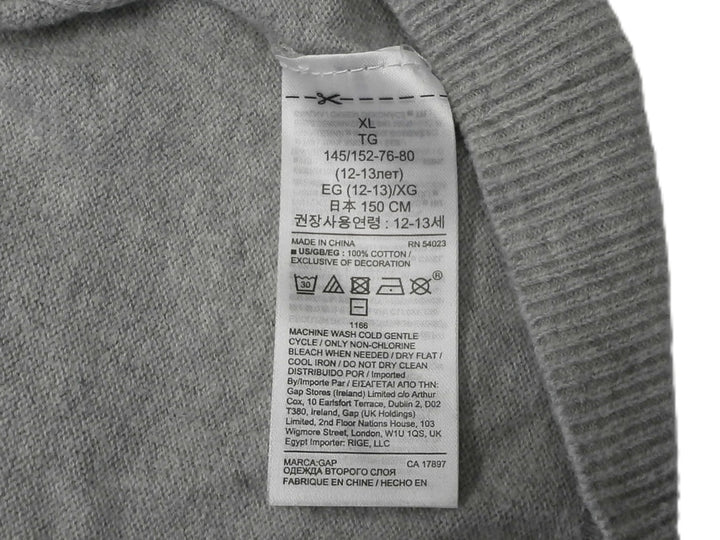 XL
TG
145/152-76-80
(12-13лет)
EG (12-13)/XG
日本 150 CM
권장사용연령 : 12-13세
MADE IN CHINA RN 54023
■ US/GB/EG : 100% COTTON /
EXCLUSIVE OF DECORATION
30
®
1166
MACHINE WASH COLD GENTLE
CYCLE / ONLY NON-CHLORINE
BLEACH WHEN NEEDED / DRY FLAT /
COOL IRON / DO NOT DRY CLEAN
DISTRIBUIDO POR / Imported
By/Importe Par / ΕΙΣΑΓΕΤΑΙ ΑΠΟ ΤΗΝ:
Gap Stores (Ireland) Limited c/o Arthur
Cox, 10 Earlsfort Terrace, Dublin 2, D02
T380, Ireland, Gap (UK Holdings)
Limited, 2nd Floor Nations House, 103
Wigmore Street, London, W1U 1QS, UK
Egypt Importer: RIGE, LLC
MARCA:GAP CA 17897
ОДЕЖДА ВТОРОГО СЛОЯ
FABRIQUE EN CHINE / HECHO EN